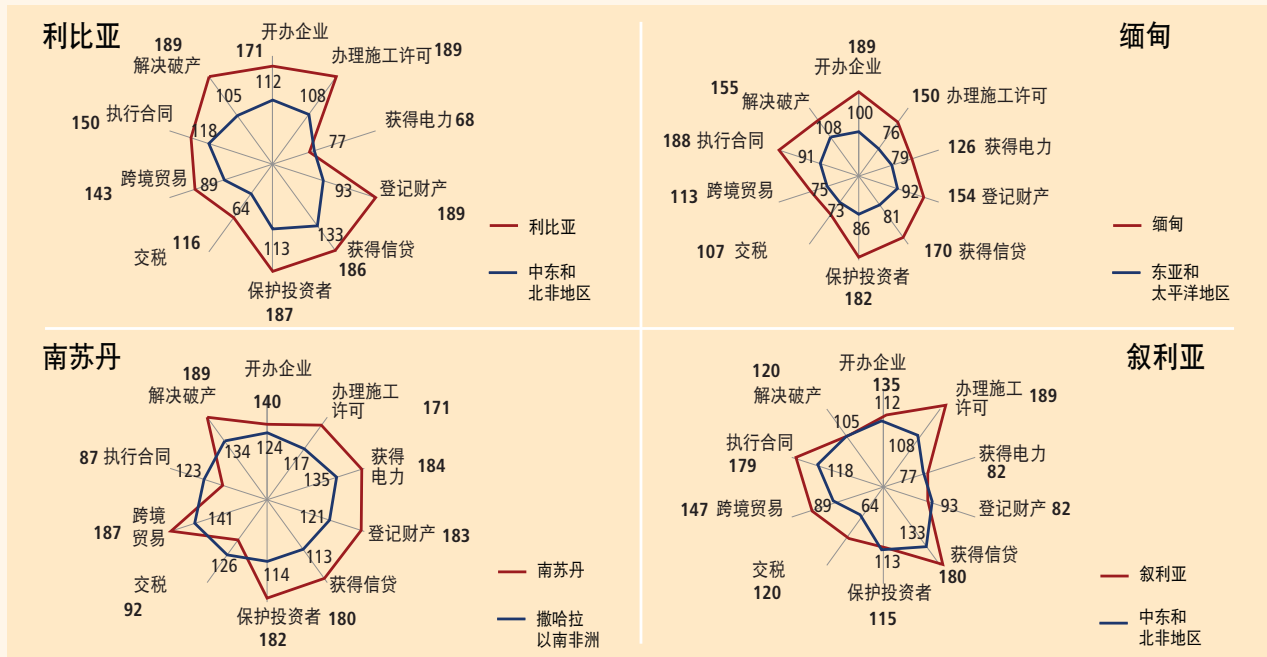 利比亚
开办企业
171
112
办理施工许可 189
108
获得电力 68
77
登记财产
189
93
获得信贷
186
133
保护投资者
187
113
交税
116
64
跨境贸易
143
89
150 执行合同
118
189
解决破产
105
利比亚
中东和
北非地区
缅甸
189
开办企业
100
150 办理施工许可
76
126 获得电力
79
154 登记财产
92
170 获得信贷
81
保护投资者
182
86
107 交税
73
113 跨境贸易
75
188 执行合同
91
155
解决破产
108
缅甸
东亚和
太平洋地区
南苏丹
开办企业
140
124
办理施工
许可
171
117
获得
电力
184
135
登记财产 183
121
获得信贷
180
113
保护投资者
182
114
交税
92
126
跨境
贸易
187
141
87 执行合同
123
189
解决破产
134
南苏丹
撒哈拉
以南非洲
叙利亚
开办企业
135
112
办理施工
许可
189
108
获得电力
82
77
登记财产 82
93
获得信贷
180
133
保护投资者
115
113
交税
120
64
147 跨境贸易
89
执行合同
179
118
120
解决破产
105
叙利亚
中东和
北非地区